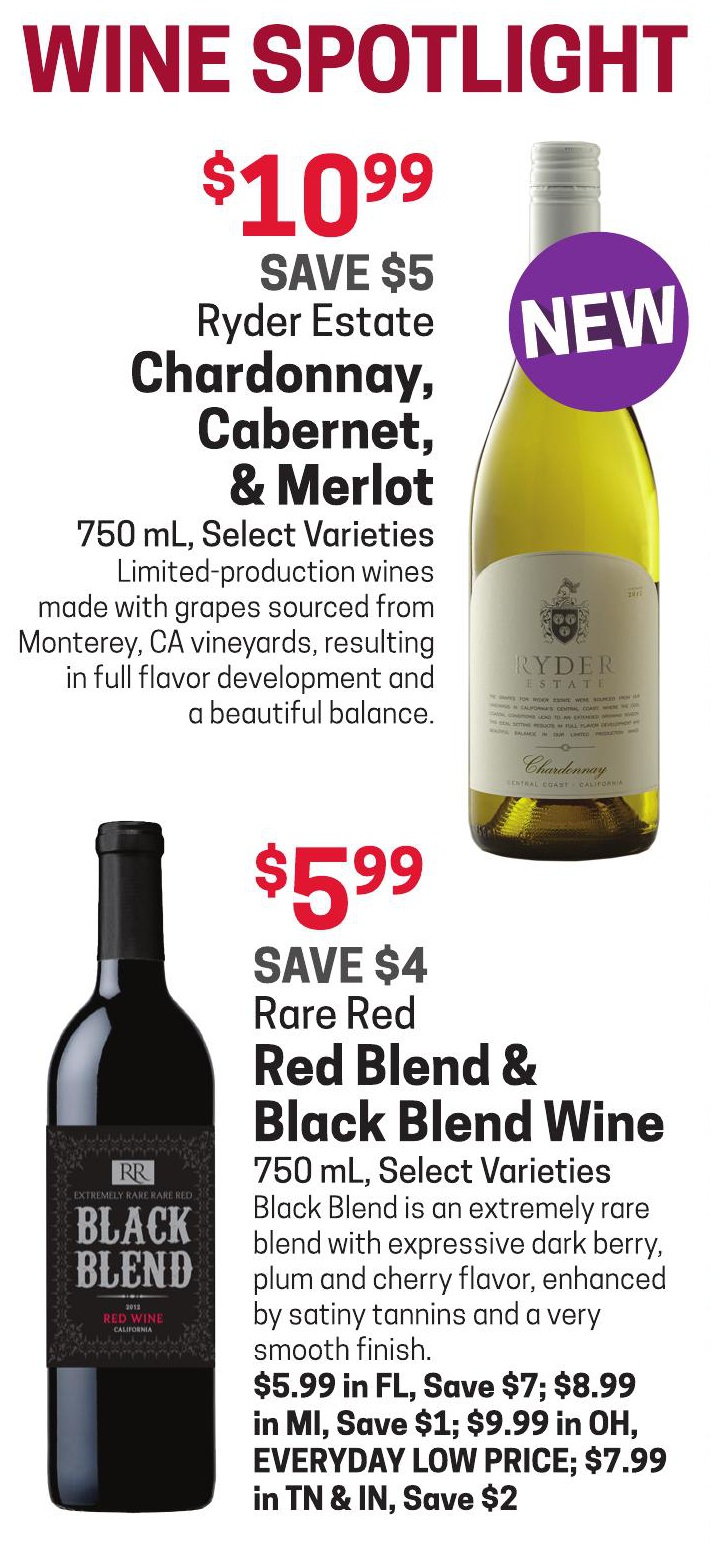 WINE SPOTLIGHT
$10.99
SAVE $5
Ryder Estate
Chardonnay,
Cabernet,
& Merlot
750 mL, Select Varieties
Limited-production wines
made with grapes sourced from
Monterey, CA vineyards, resulting
in full flavor development and
a beautiful balance.
NEW
RYDER
ESTATE
Chardonnay
CENTRAL COAST - CALIFORNIA
$5.99
SAVE $4
Rare Red
Red Blend &
Black Blend Wine
750 mL, Select Varieties
Black Blend is an extremely rare
blend with expressive dark berry,
plum and cherry flavor, enhanced
by satiny tannins and a very
smooth finish.
$5.99 in FL, Save $7; $8.99
in MI, Save $1; $9.99 in OH,
EVERYDAY LOW PRICE; $7.99
in TN & IN, Save $2
RR
EXTREMELY RARE RARE RED
BLACK
BLEND
2012
RED WINE
CALIFORNIA